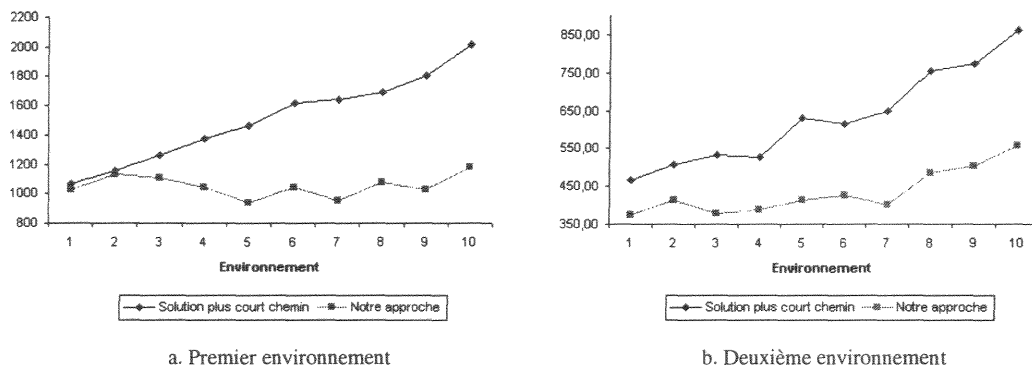 2200
2000
1800
1600
1400
1200
1000
800
1 2 3 4 5 6 7 8 9 10
Environnement
Solution plus court chemin Notre approche
a. Premier environnement
850,00
750,00
650,00
550,00
450,00
350,00
1 2 3 4 5 6 7 8 9 10
Environnement
Solution plus court chemin Notre approche
b. Deuxième environnement